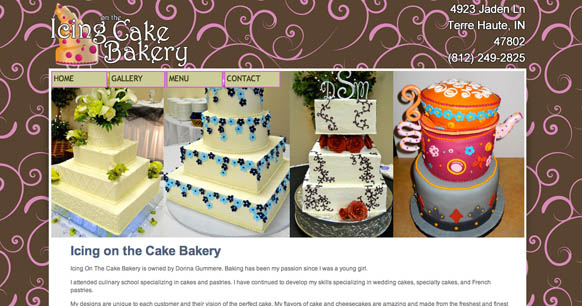 Icing on the Cake Bakery
4923 Jaden Ln
Terre Haute, IN
47802
(812) 249-2825
HOME GALLERY MENU CONTACT
DSM
Icing on the Cake Bakery
Icing On The Cake Bakery is owned by Donna Gummere. Baking has been my passion since I was a young girl.
I attended culinary school specializing in cakes and pastries. I have continued to develop my skills specializing in wedding cakes, specialty cakes, and French
pastries.
My designs are unique to each customer and their vision of the perfect cake. My flavors of cake and cheesecakes are amazing and made from the freshest and finest